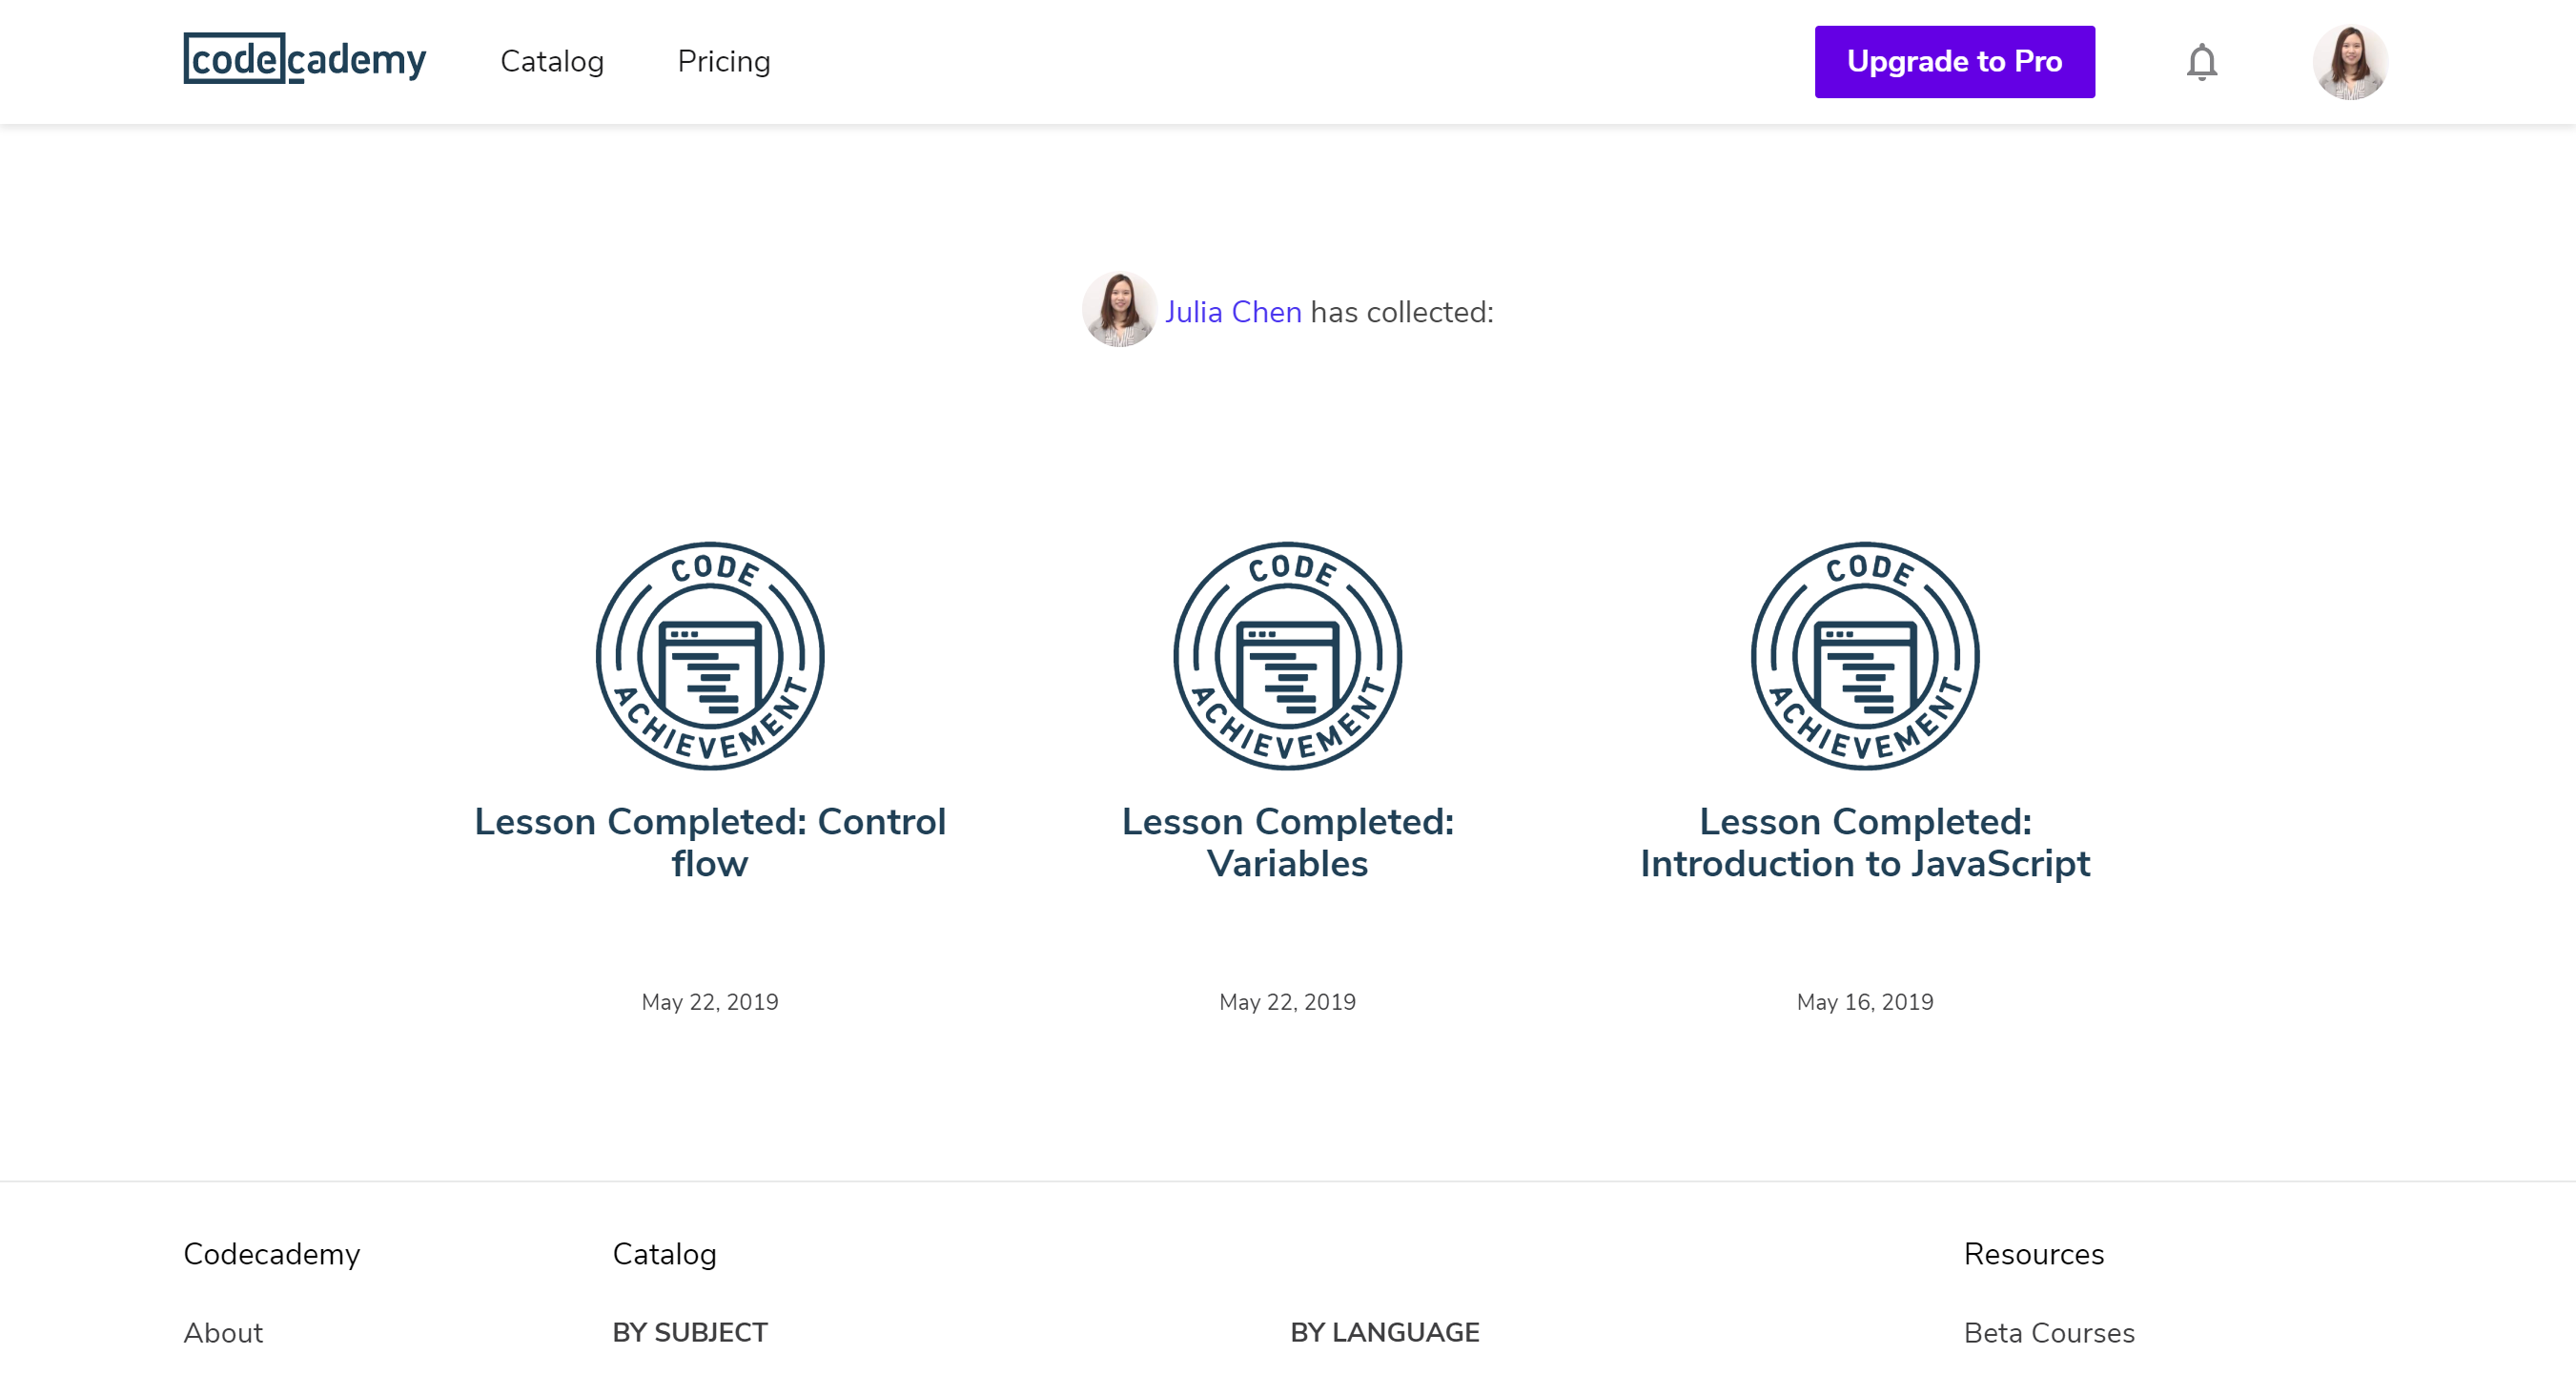 codecademy
Catalog
Pricing
Upgrade to Pro
Julia Chen has collected:
CODE
ACHIEVEMENT
Lesson Completed: Control
flow
May 22, 2019
CODE
ACHIEVEMENT
Lesson Completed:
Variables
May 22, 2019
CODE
ACHIEVEMENT
Lesson Completed:
Introduction to JavaScript
May 16, 2019
Codecademy
About
Catalog
BY SUBJECT
BY LANGUAGE
Resources
Beta Courses